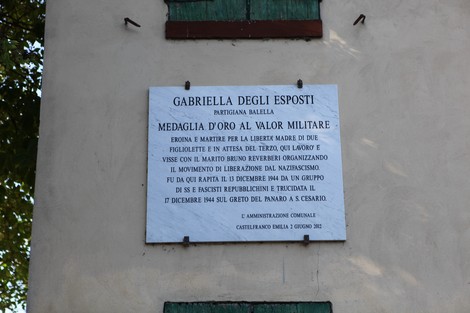 GABRIELLA DEGLI ESPOSTI
PARTIGIANA BALELLA
MEDAGLIA D'ORO AL VALOR MILITARE
EROINA E MARTIRE PER LA LIBERTA' MADRE DI DUE
FIGLIOLETTE E IN ATTESA DEL TERZO, QUI LAVORO' E
VISSE CON IL MARITO BRUNO REVERBERI ORGANIZZANDO
IL MOVIMENTO DI LIBERAZIONE DAL NAZIFASCISMO.
FU DA QUI RAPITA IL 13 DICEMBRE 1944 DA UN GRUPPO
DI SS E FASCISTI REPUBBLICHINI E TRUCIDATA IL
17 DICEMBRE 1944 SUL GRETO DEL PANARO A S. CESARIO.
L' AMMINISTRAZIONE COMUNALE
CASTELFRANCO EMILIA 2 GIUGNO 2012